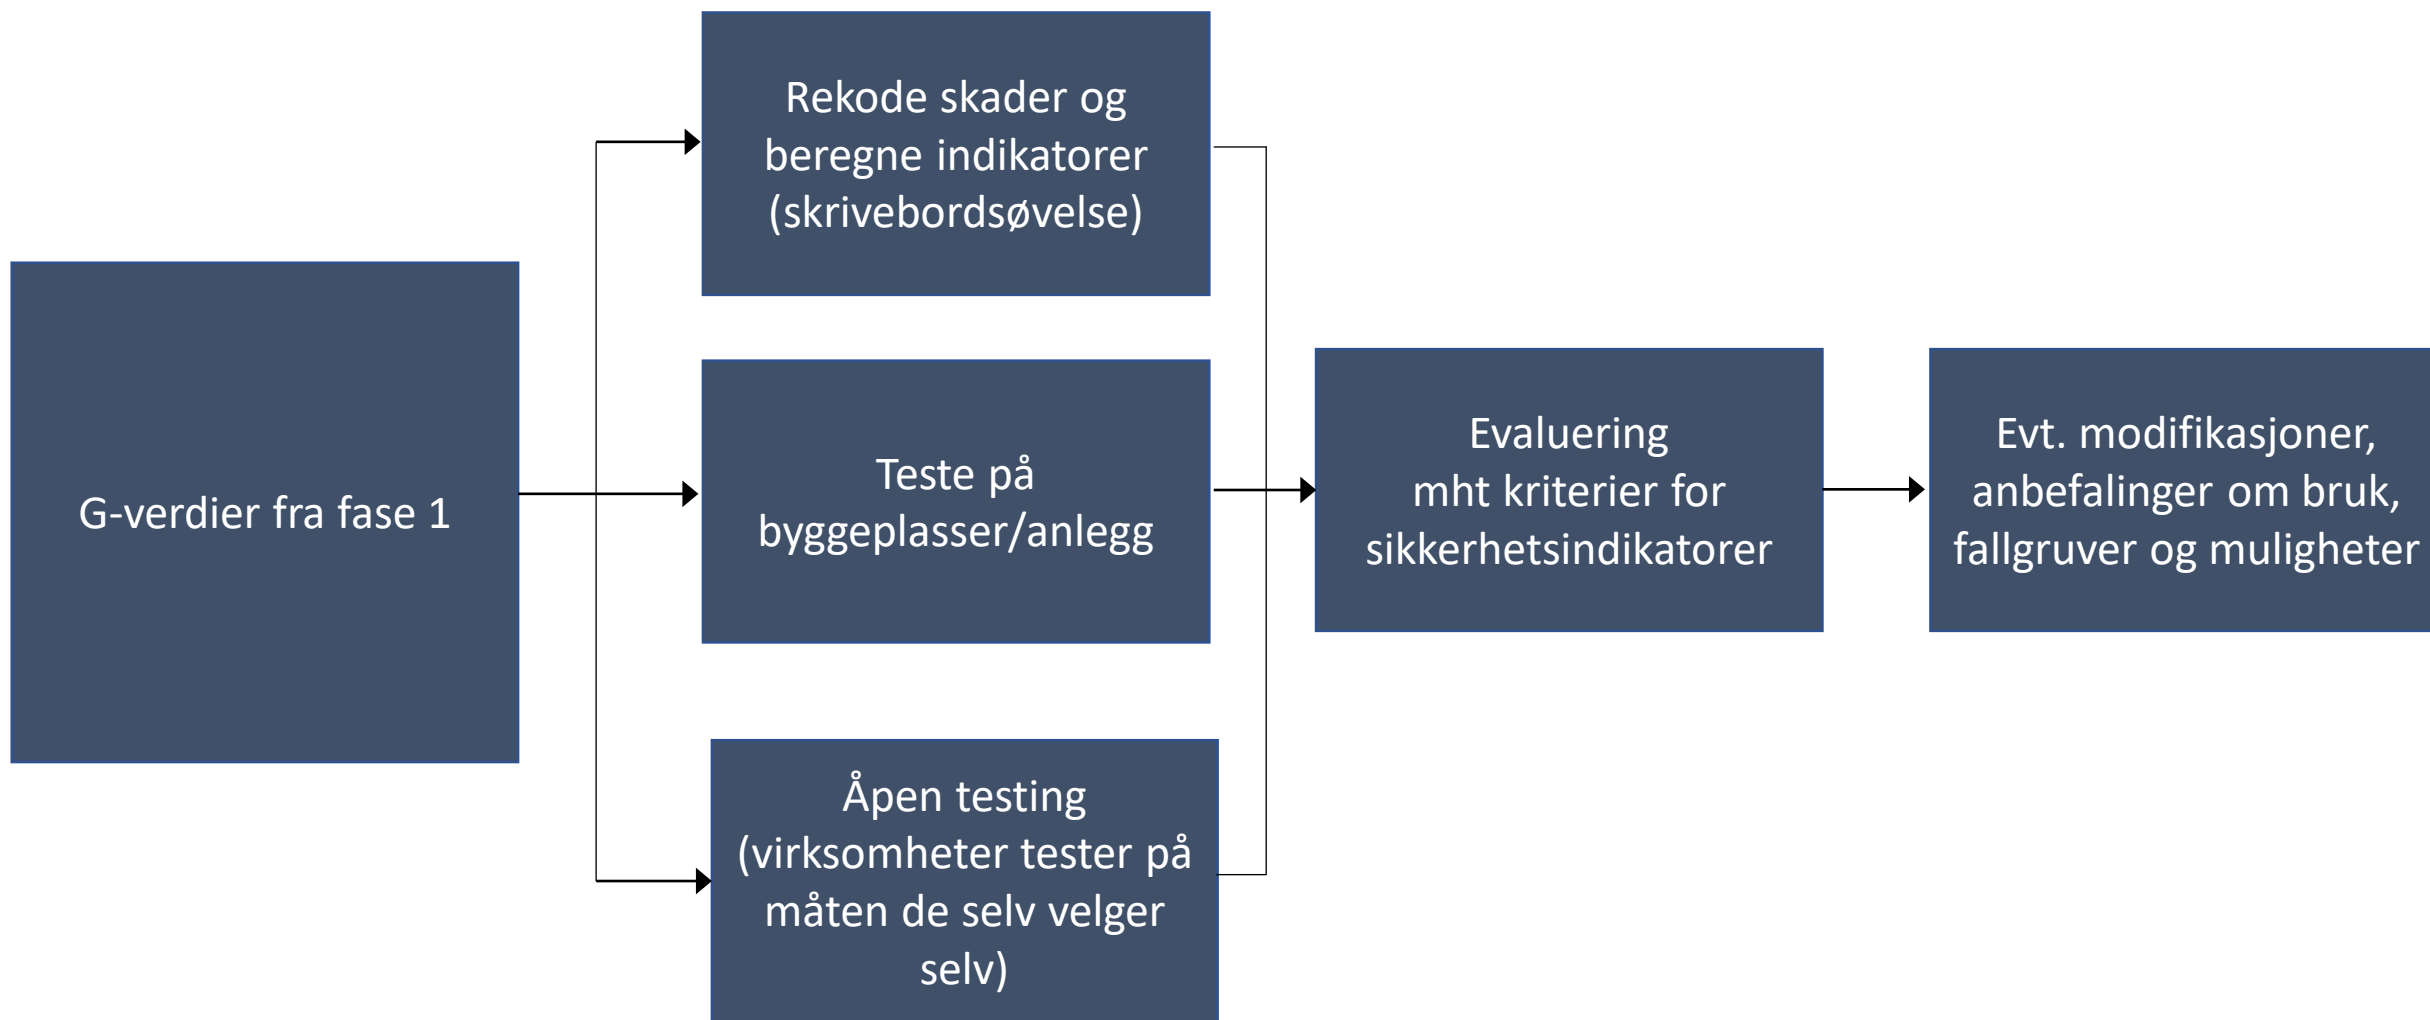 G-verdier fra fase 1
Rekode skader og
beregne indikatorer
(skrivebordsøvelse)
Teste på
byggeplasser/anlegg
Åpen testing
(virksomheter tester på
måten de selv velger
selv)
Evaluering
mht kriterier for
sikkerhetsindikatorer
Evt. modifikasjoner,
anbefalinger om bruk,
fallgruver og muligheter